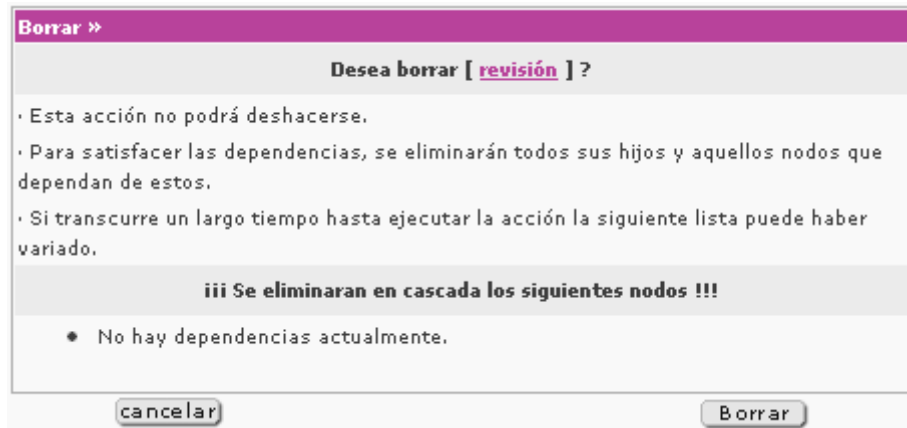 Borrar »
Desea borrar [ revisión ] ?
· Esta acción no podrá deshacerse.
· Para satisfacer las dependencias, se eliminarán todos sus hijos y aquellos nodos que
dependan de estos.
· Si transcurre un largo tiempo hasta ejecutar la acción la siguiente lista puede haber
variado.
¡¡¡ Se eliminaran en cascada los siguientes nodos !!!
• No hay dependencias actualmente.
cancelar Borrar